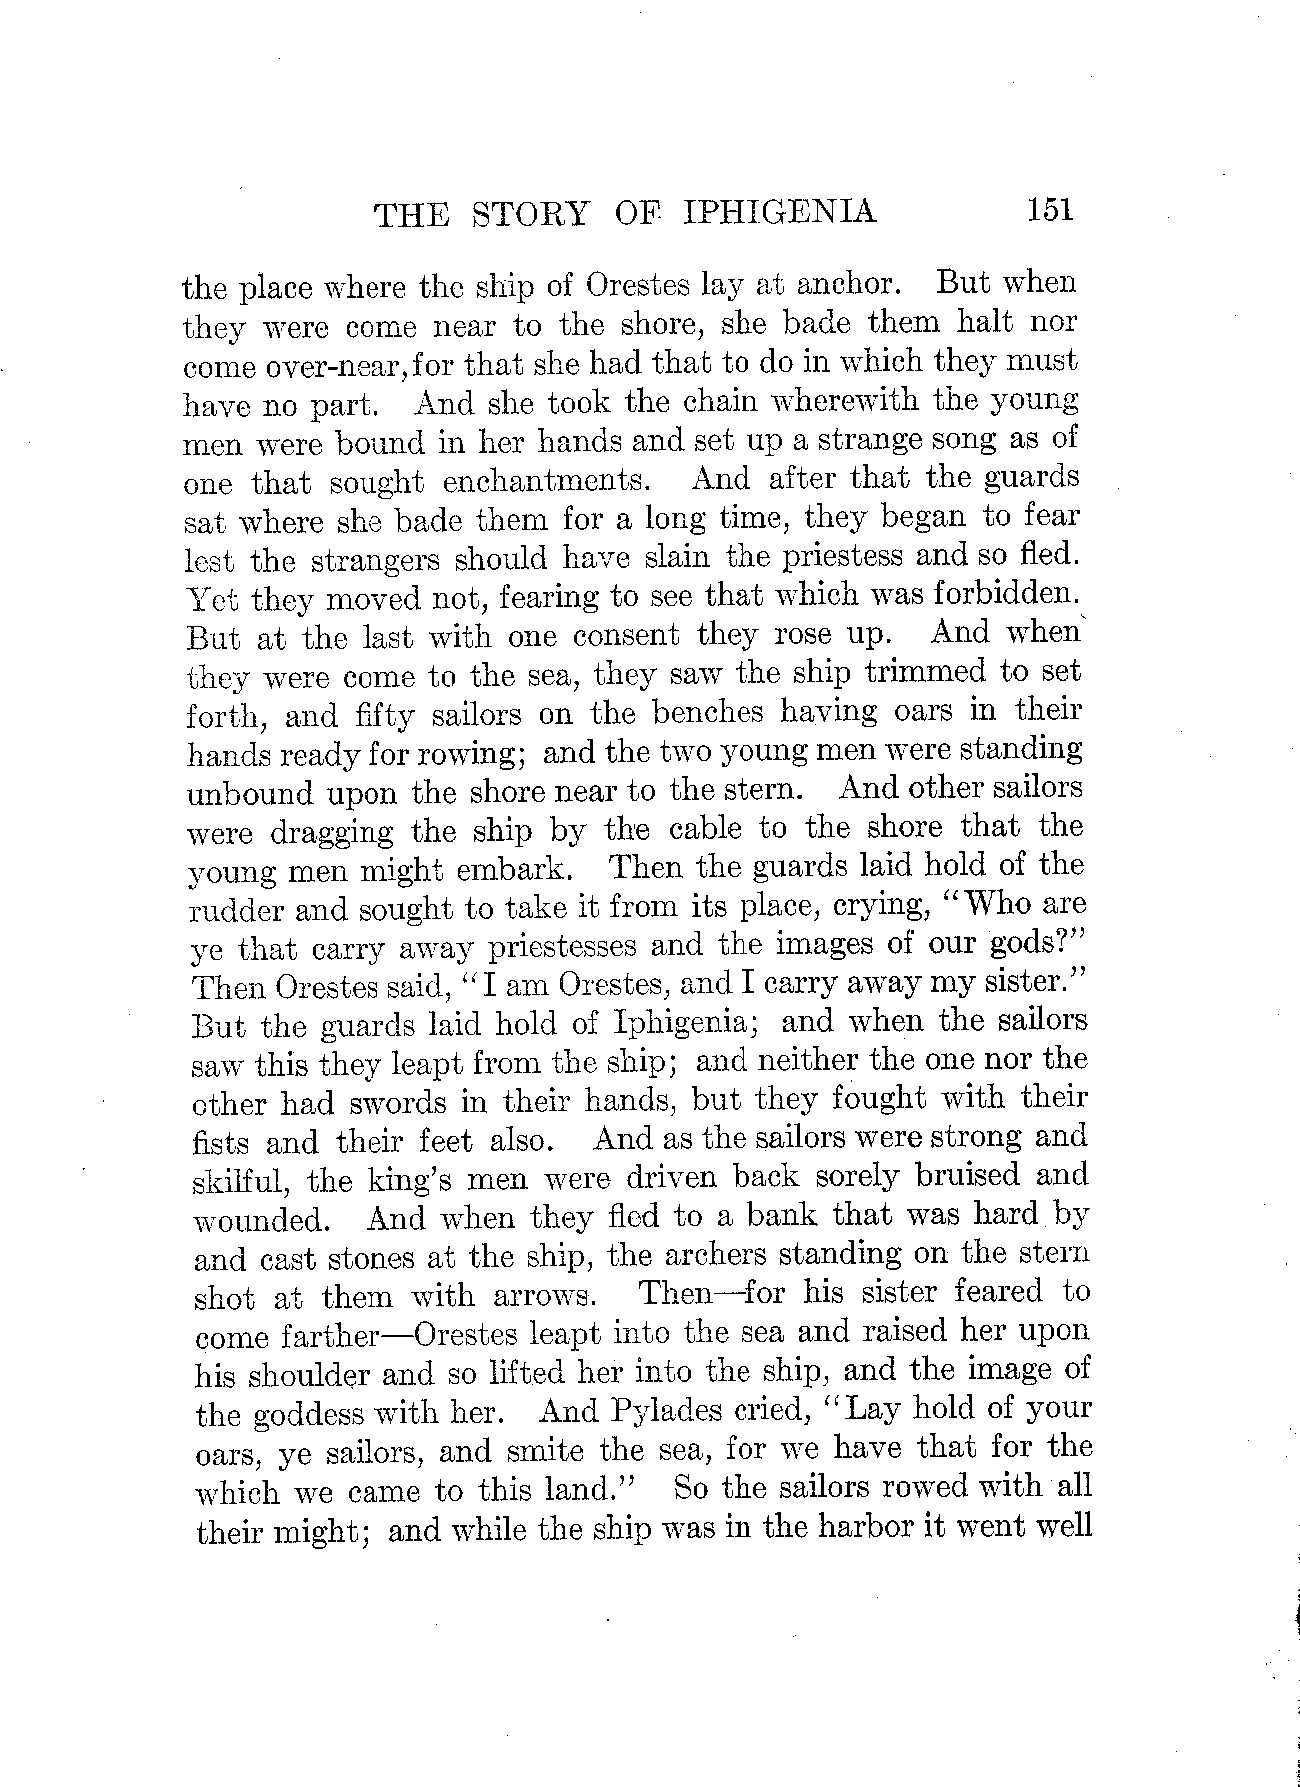 THE STORY OF IPHIGENIA 151
the place where the ship of Orestes lay at anchor. But when
they were come near to the shore, she bade them halt nor
come over-near, for that she had that to do in which they must
have no part. And she took the chain wherewith the young
men were bound in her hands and set up a strange song as of
one that sought enchantments. And after that the guards
sat where she bade them for a long time, they began to fear
lest the strangers should have slain the priestess and so fled.
Yet they moved not, fearing to see that which was forbidden.
But at the last with one consent they rose up. And when
they were come to the sea, they saw the ship trimmed to set
forth, and fifty sailors on the benches having oars in their
hands ready for rowing; and the two young men were standing
unbound upon the shore near to the stern. And other sailors
were dragging the ship by the cable to the shore that the
young men might embark. Then the guards laid hold of the
rudder and sought to take it from its place, crying, "Who are
ye that carry away priestesses and the images of our gods?"
Then Orestes said, "I am Orestes, and I carry away my sister."
But the guards laid hold of Iphigenia; and when the sailors
saw this they leapt from the ship; and neither the one nor the
other had swords in their hands, but they fought with their
fists and their feet also. And as the sailors were strong and
skilful, the king's men were driven back sorely bruised and
wounded. And when they fled to a bank that was hard by
and cast stones at the ship, the archers standing on the stern
shot at them with arrows. Then—for his sister feared to
come farther—Orestes leapt into the sea and raised her upon
his shoulder and so lifted her into the ship, and the image of
the goddess with her. And Pylades cried, "Lay hold of your
oars, ye sailors, and smite the sea, for we have that for the
which we came to this land." So the sailors rowed with all
their might; and while the ship was in the harbor it went well